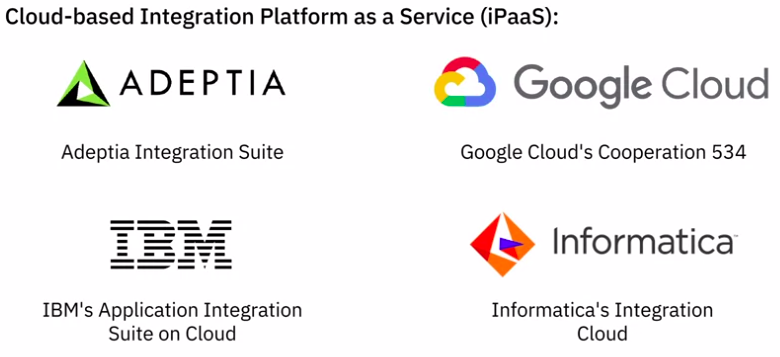 Cloud-based Integration Platform as a Service (iPaaS):
ADEPTIA
Google Cloud
Adeptia Integration Suite
Google Cloud's Cooperation 534
IBM
Informatica
IBM's Application Integration
Suite on Cloud
Informatica's Integration
Cloud